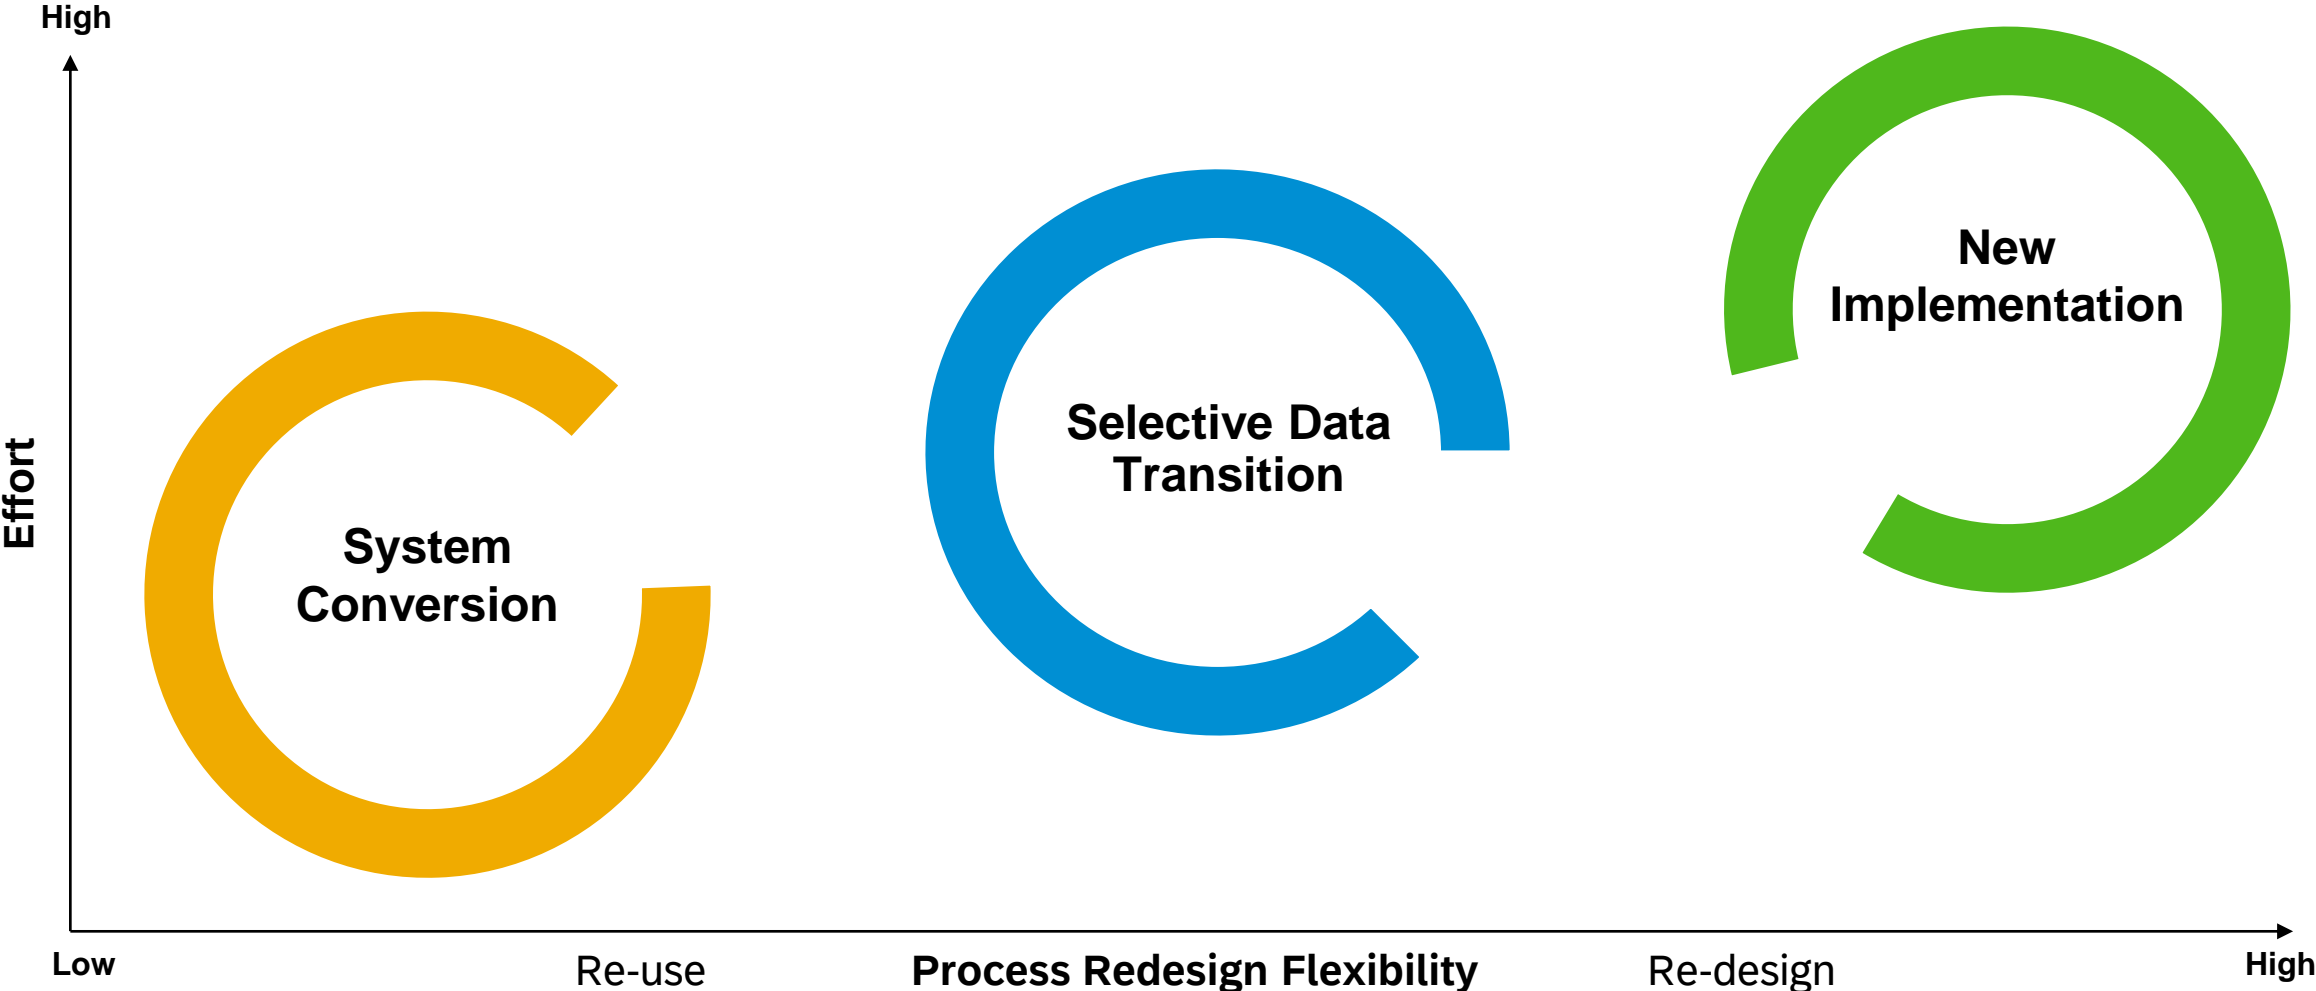 High
Effort
New
Implementation
Selective Data
Transition
System
Conversion
Low
Re-use
Process Redesign Flexibility
Re-design
High